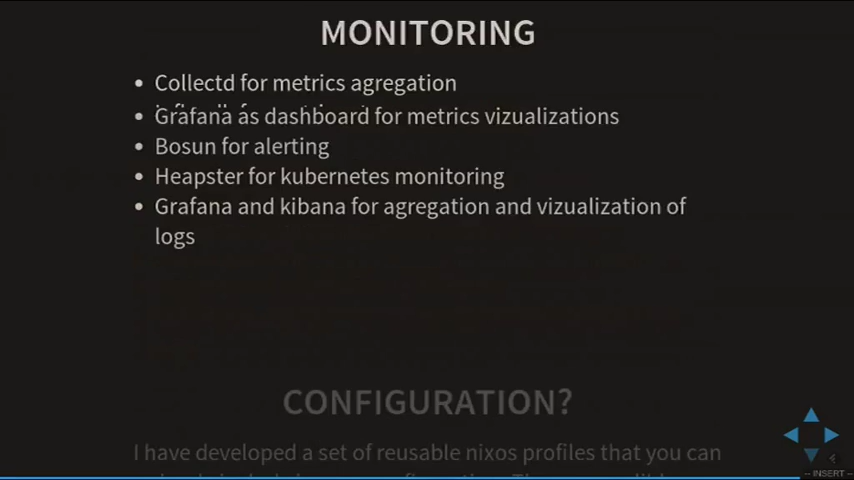 MONITORING
• Collectd for metrics agregation
• Grafana as dashboard for metrics vizualizations
• Bosun for alerting
• Heapster for kubernetes monitoring
• Grafana and kibana for agregation and vizualization of
logs
CONFIGURATION?
I have developed a set of reusable nixos profiles that you can
-- INSERT --